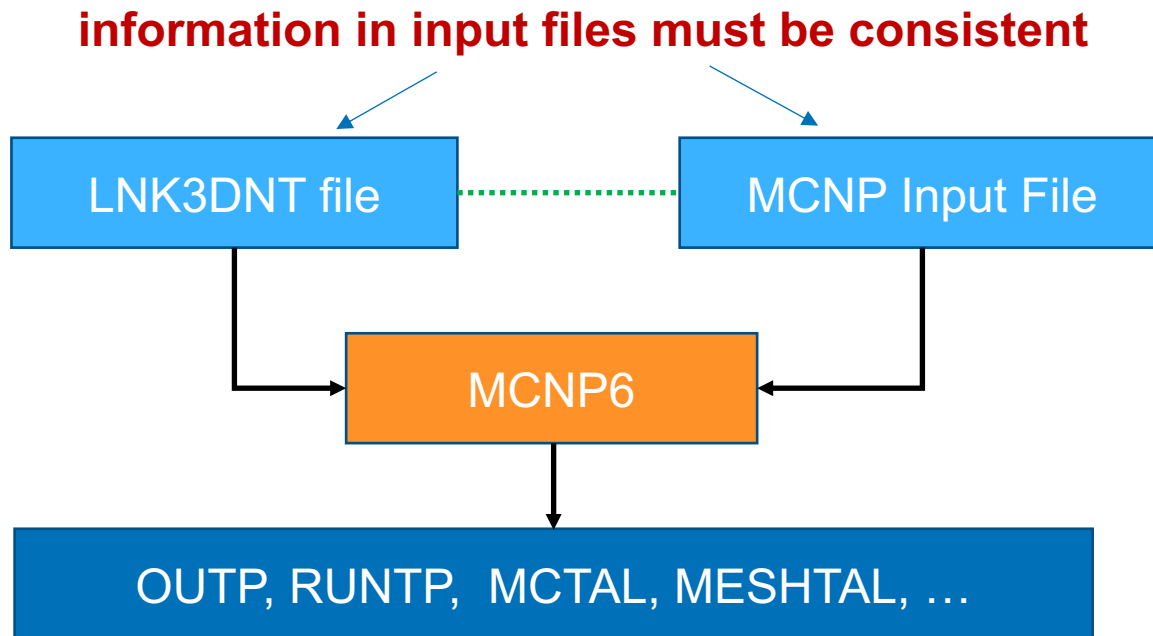 information in input files must be consistent
LNK3DNT file
MCNP Input File
MCNP6
OUTP, RUNTP, MCTAL, MESHTAL, …